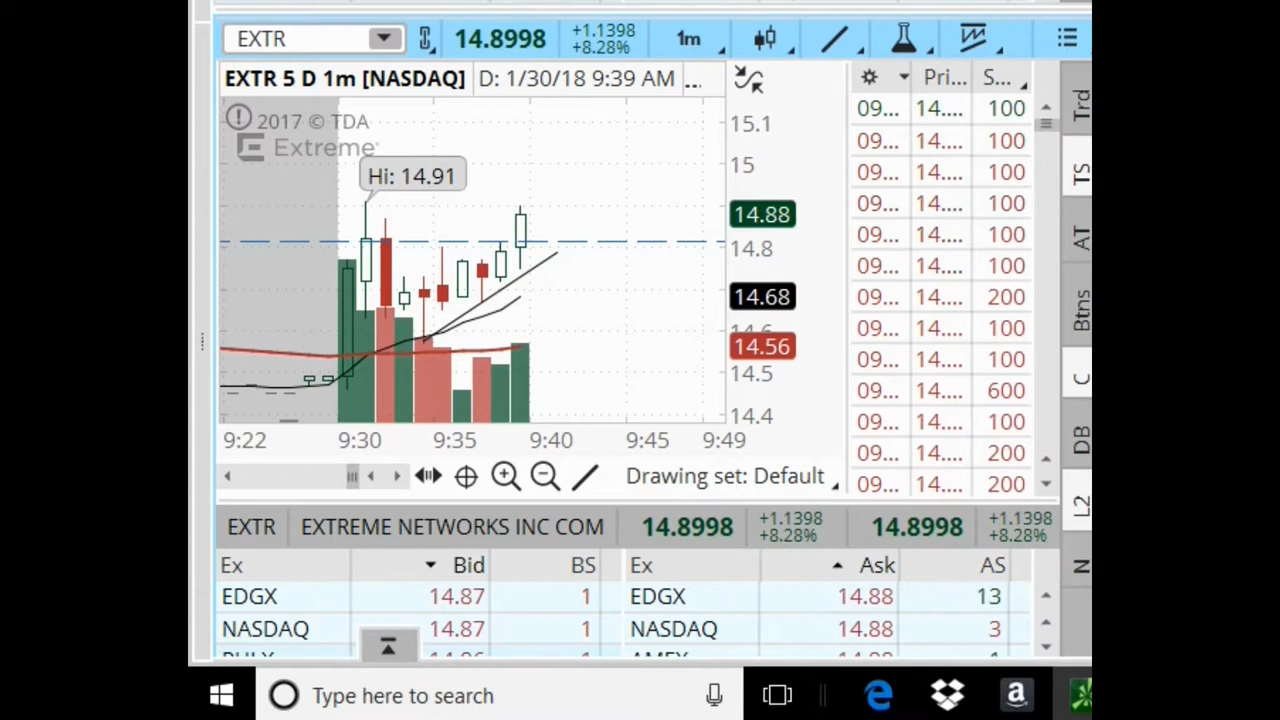 EXTR 14.8998 +1.1398 1m
+8.28%
EXTR 5 D 1m [NASDAQ] D: 1/30/18 9:39 AM ... Pri... S...
2017 © TDA
Extreme
Hi: 14.91
15.1
15
14.88
14.8
14.68
14.56
14.5
14.4
9:22 9:30 9:35 9:40 9:45 9:49
09... 14.... 100
09... 14.... 100
09... 14.... 100
09... 14.... 100
09... 14.... 100
09... 14.... 100
09... 14.... 200
09... 14.... 100
09... 14.... 100
09... 14.... 600
09... 14.... 100
09... 14.... 200
09... 14.... 200
Trd
TS
AT
Btns
C
DB
L2
N
Drawing set: Default
EXTR EXTREME NETWORKS INC COM 14.8998 +1.1398 14.8998 +1.1398
+8.28% +8.28%
Ex Bid BS Ex Ask AS
EDGX 14.87 1 EDGX 14.88 13
NASDAQ 14.87 1 NASDAQ 14.88 3
Type here to search